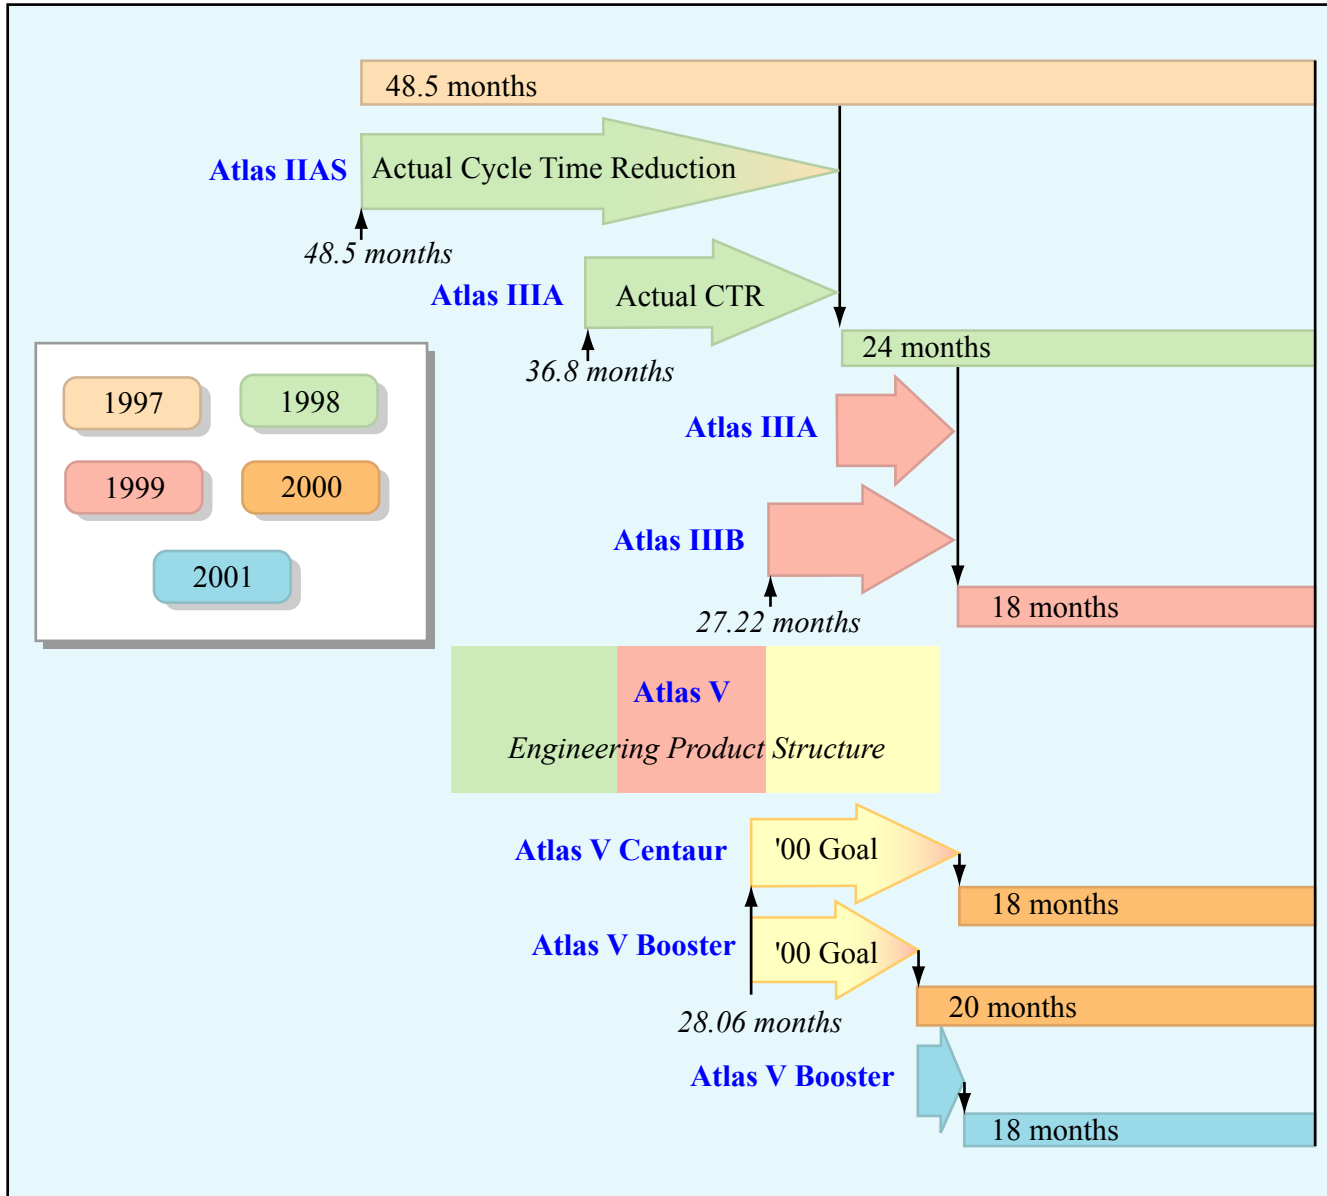 48.5 months
Atlas IIAS
Actual Cycle Time Reduction
48.5 months
Atlas IIIA
Actual CTR
36.8 months
24 months
1997
1998
1999
2000
2001
Atlas IIIA
Atlas IIIB
27.22 months
18 months
Atlas V
Engineering Product Structure
Atlas V Centaur
'00 Goal
18 months
Atlas V Booster
'00 Goal
28.06 months
20 months
Atlas V Booster
18 months